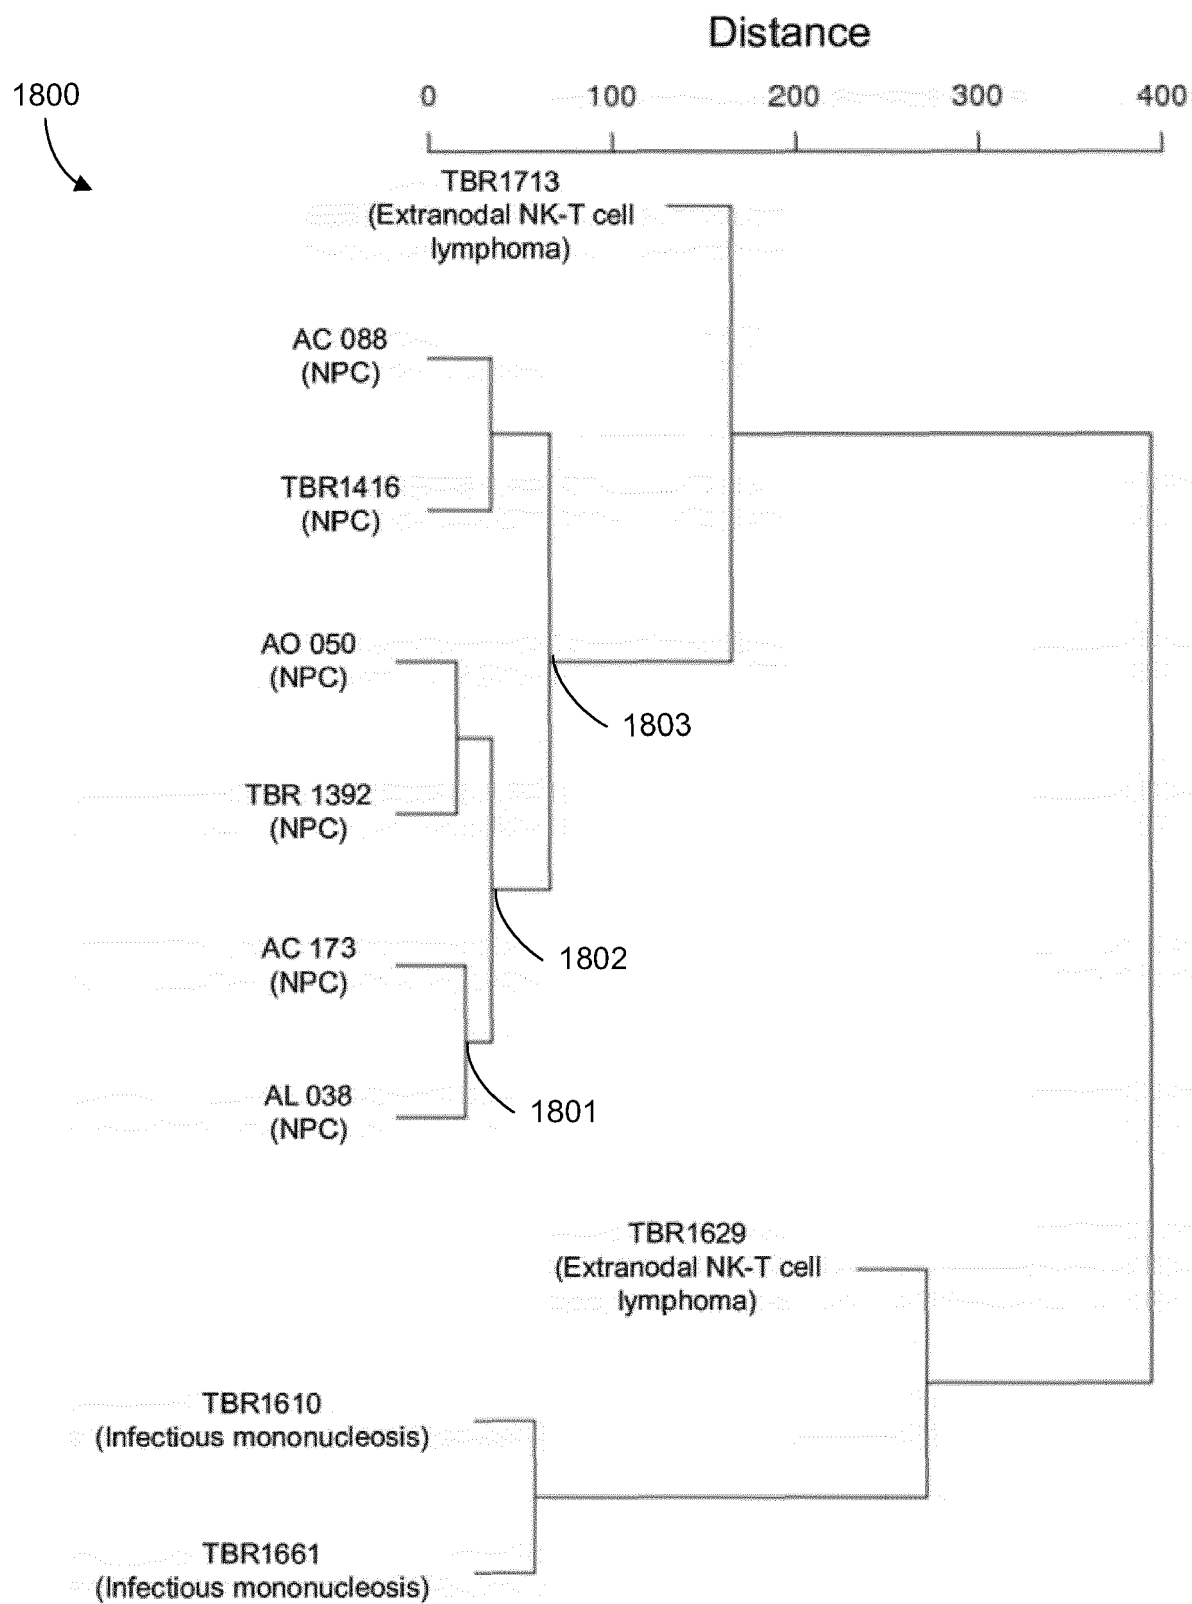 Distance
1800
0 100 200 300 400
TBR1713
(Extranodal NK-T cell
lymphoma)
AC 088
(NPC)
TBR1416
(NPC)
AO 050
(NPC)
1803
TBR 1392
(NPC)
AC 173
(NPC)
1802
AL 038
(NPC)
1801
TBR1629
(Extranodal NK-T cell
lymphoma)
TBR1610
(Infectious mononucleosis)
TBR1661
(Infectious mononucleosis)